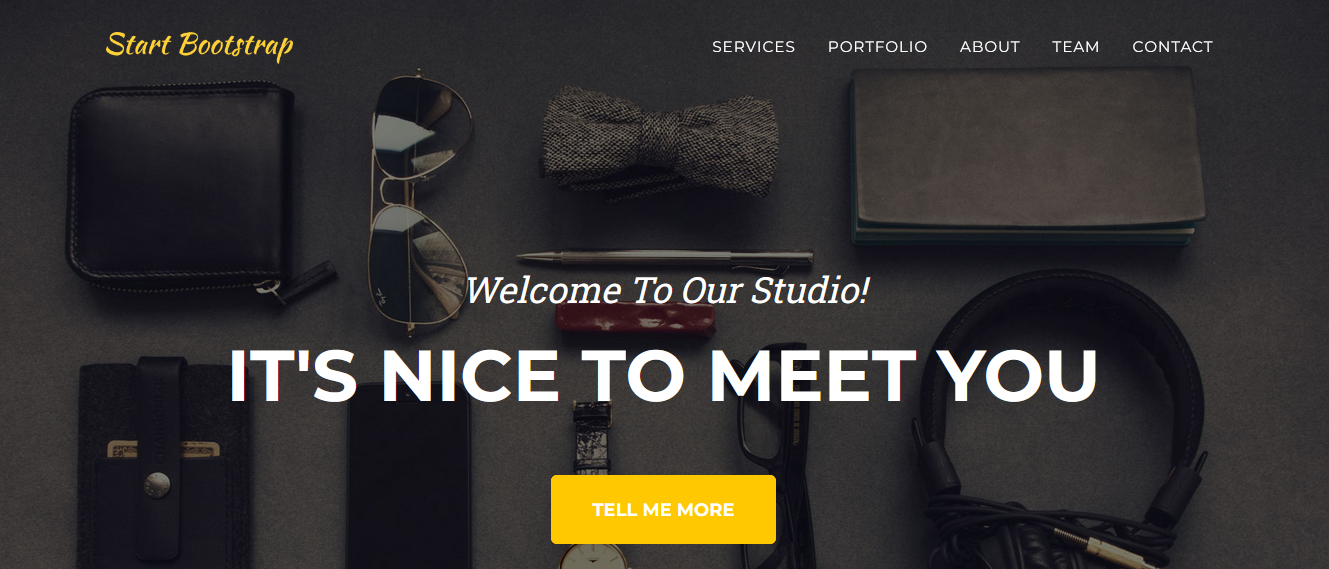 Start Bootstrap
SERVICES PORTFOLIO ABOUT TEAM CONTACT
Welcome To Our Studio!
IT'S NICE TO MEET YOU
TELL ME MORE